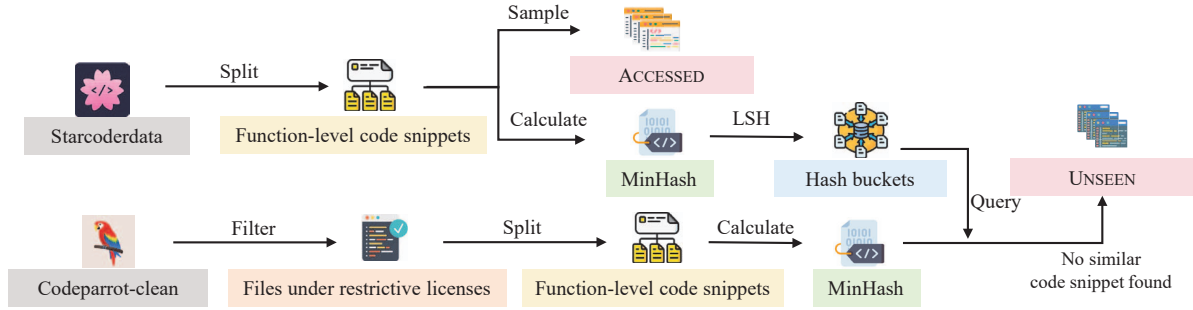 Sample
Split
ACCESSED
Calculate
LSH
Starcoderdata
Function-level code snippets
MinHash
Hash buckets
UNSEEN
Query
Filter
Split
Calculate
No similar
code snippet found
Codeparrot-clean
Files under restrictive licenses
Function-level code snippets
MinHash